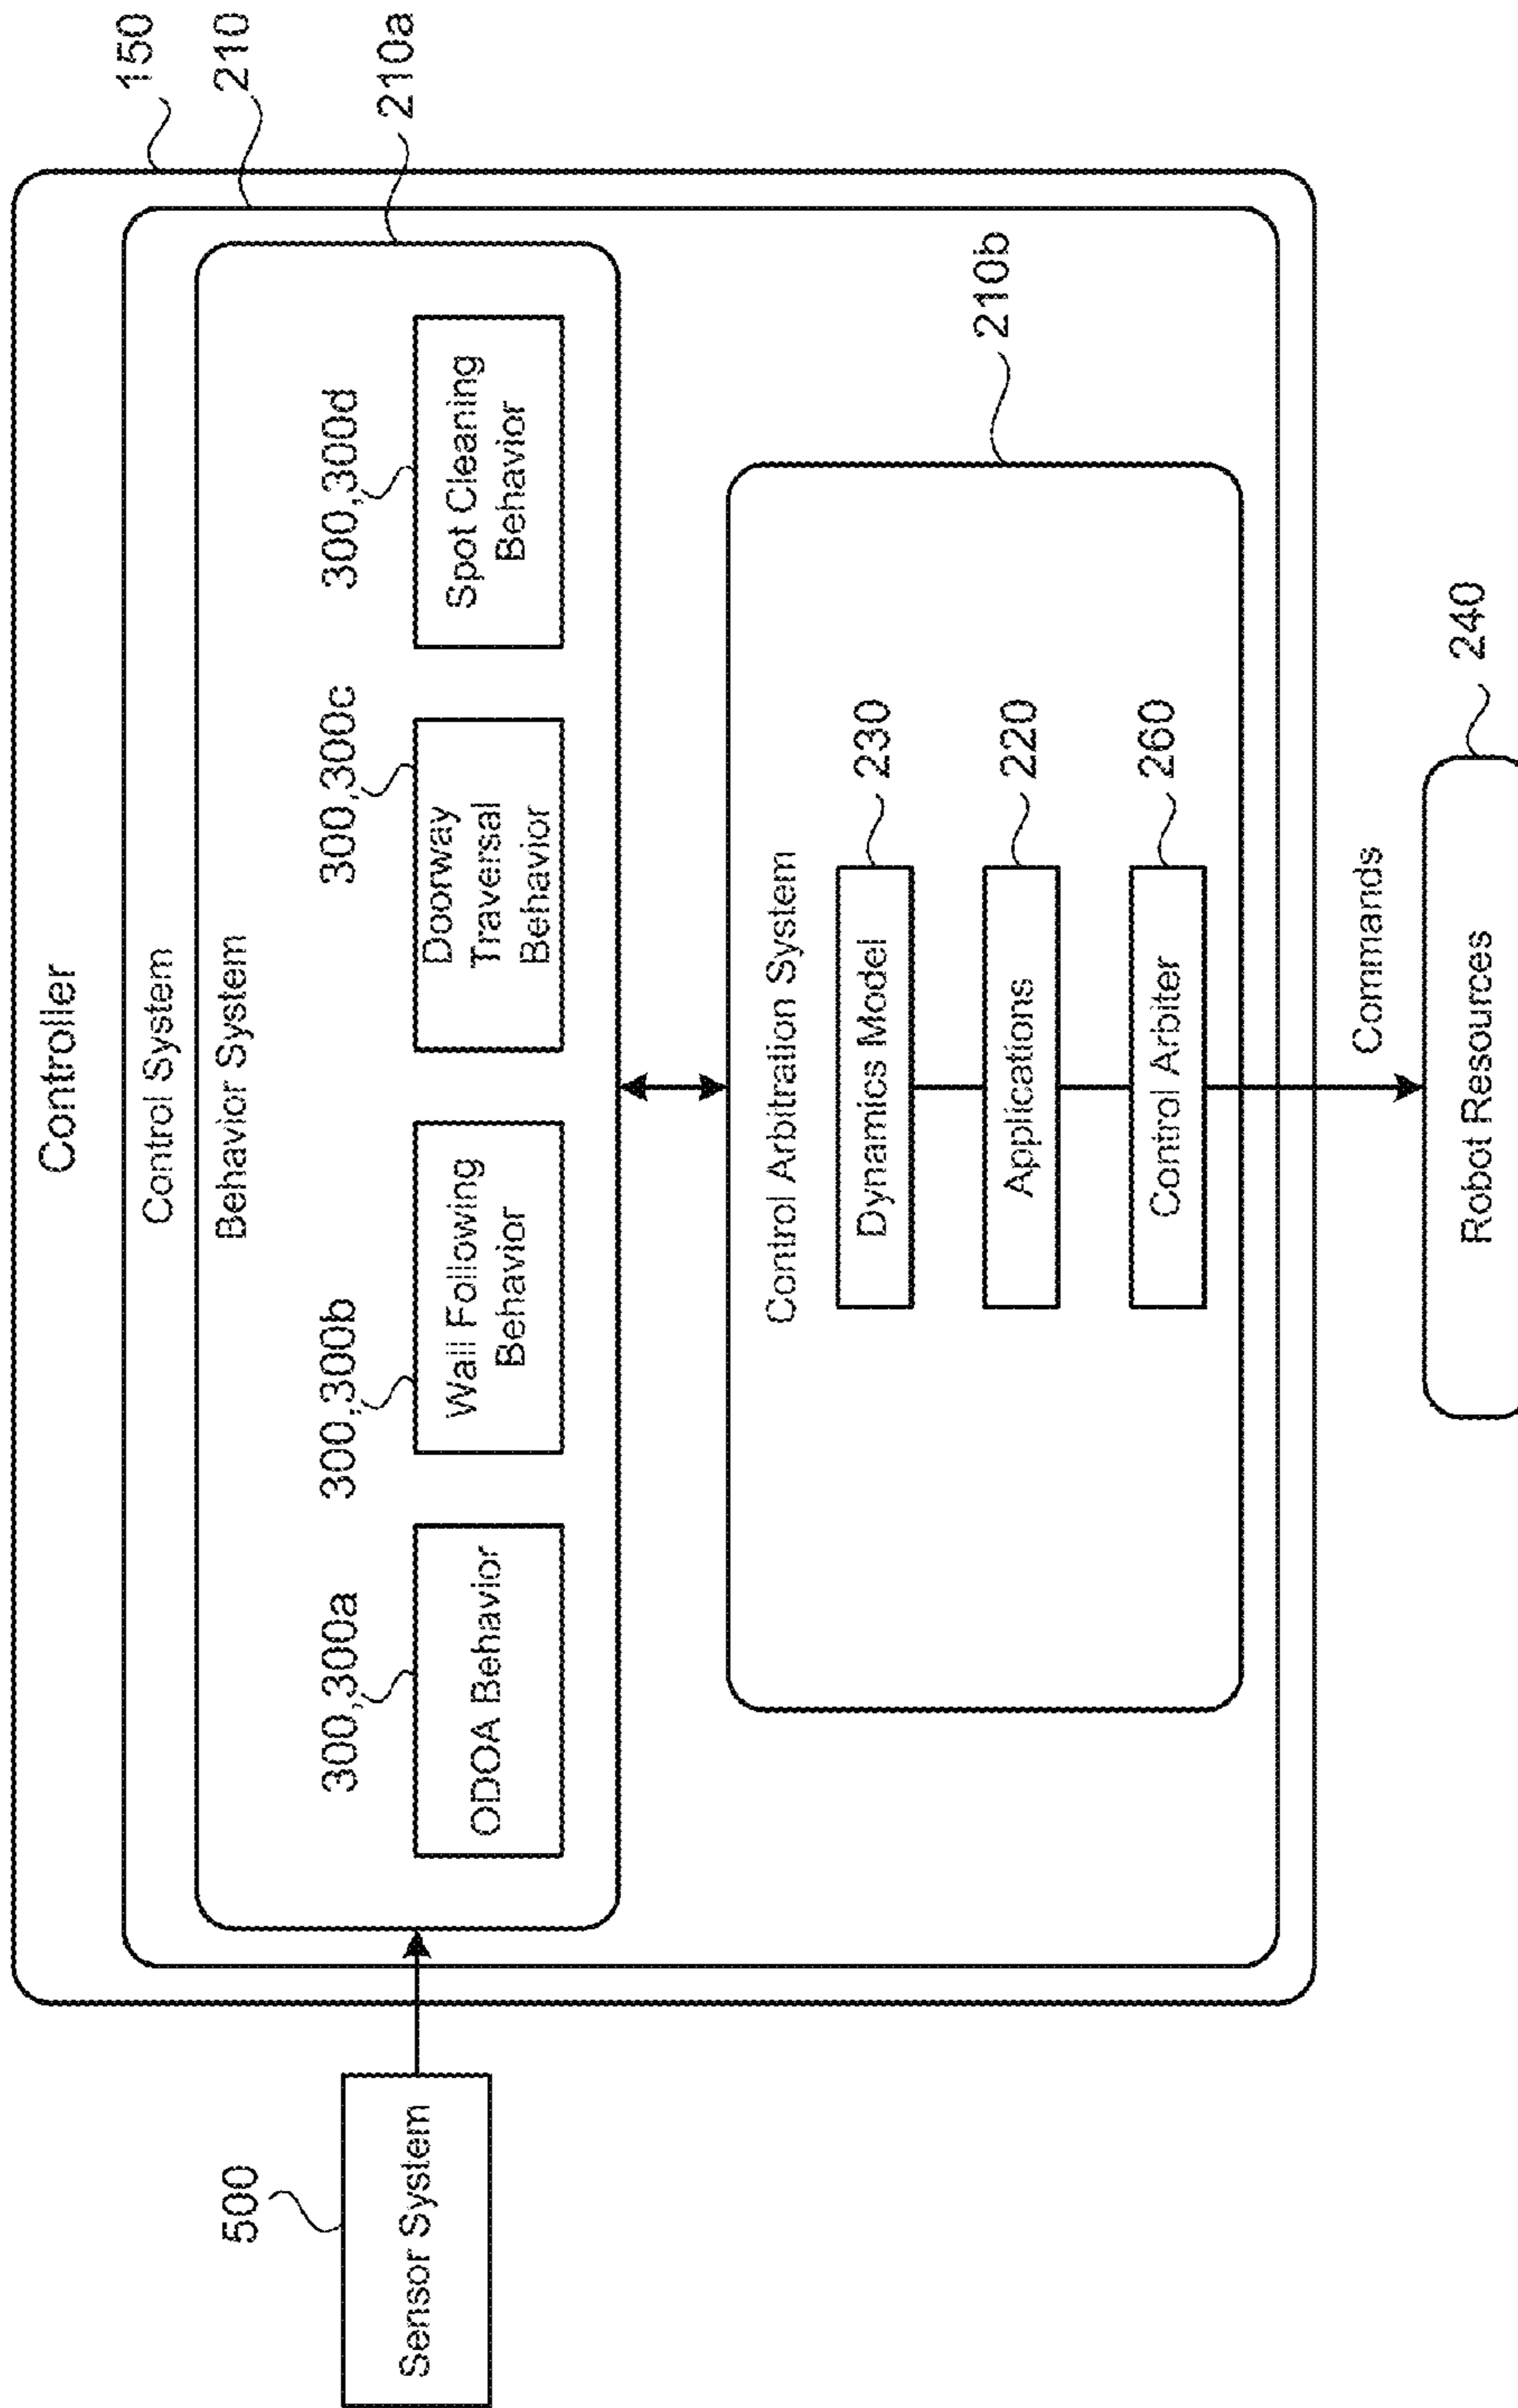 Controller
150
Control System
210
Behavior System
210a
300,300a
300,300b
300,300c
300,300d
500
Sensor System
ODOA Behavior
Wall Following
Behavior
Doorway
Traversal
Behavior
Spot Cleaning
Behavior
Control Arbitration System
210b
Dynamics Model
230
Applications
220
Control Arbiter
260
Commands
Robot Resources
240